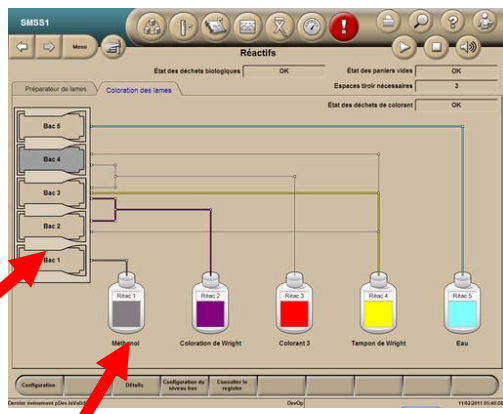 SMSS1
Menu
Réactifs
État des déchets biologiques OK
État des paniers vides OK
Préparateur de lames
Coloration des lames
Espaces tiroir nécessaires 3
État des déchets de colorant OK
Bac 5
Bac 4
Bac 3
Bac 2
Bac 1
Réac 1
Réac 2
Réac 3
Réac 4
Réac 5
Méthanol
Coloration de Wright
Colorant 3
Tampon de Wright
Eau
Configuration
Détails
Configuration du niveau bac
Consulter le registre
DevOp